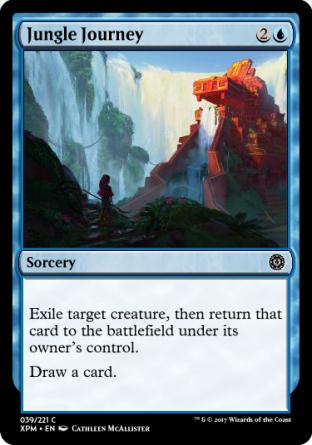 Jungle Journey 2
Sorcery
Exile target creature, then return that
card to the battlefield under its
owner's control.
Draw a card.
039/221 C
XPM • EN Cathleen McAllister
™ & © 2017 Wizards of the Coast